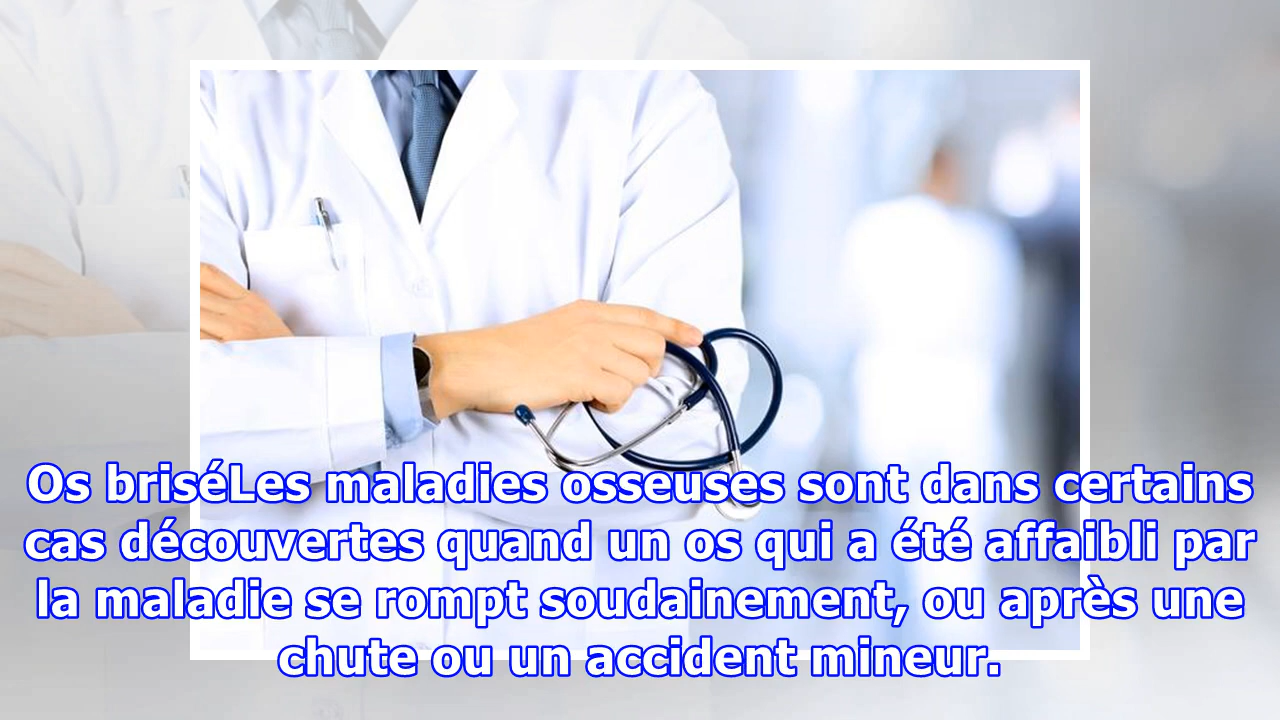 Os briséLes maladies osseuses sont dans certains
cas découvertes quand un os qui a été affaibli par
la maladie se rompt soudainement, ou après une
chute ou un accident mineur.